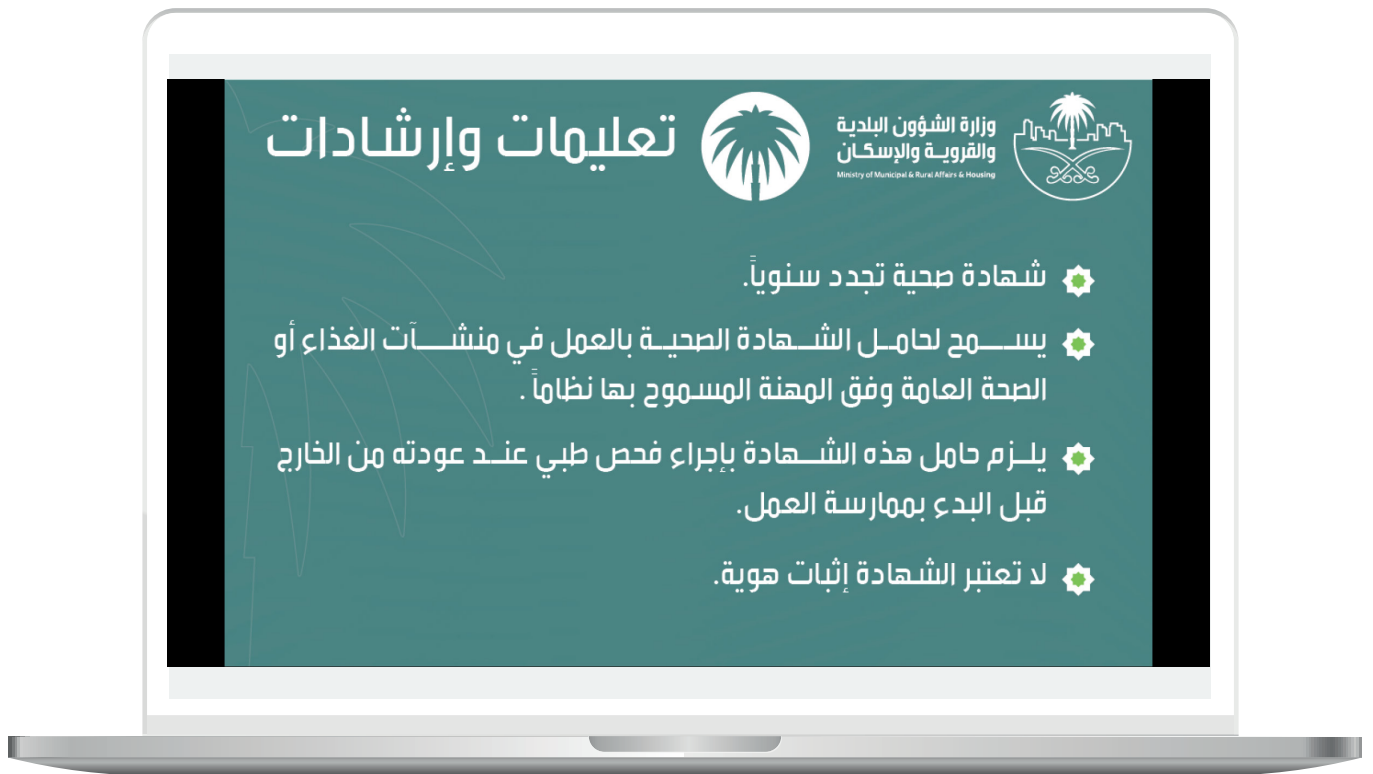 وزارة الشؤون البلدية
والقروية والإسكان
Ministry of Municipal & Rural Affairs & Housing
تعليمات وإرشادات
شهادة صحية تجدد سنوياً.
يسمح لحامل الشهادة الصحية بالعمل في منشآت الغذاء أو
الصحة العامة وفق المهنة المسموح بها نظاماً .
يلزم حامل هذه الشهادة بإجراء فحص طبي عند عودته من الخارج
قبل البدء بممارسة العمل.
لا تعتبر الشهادة إثبات هوية.